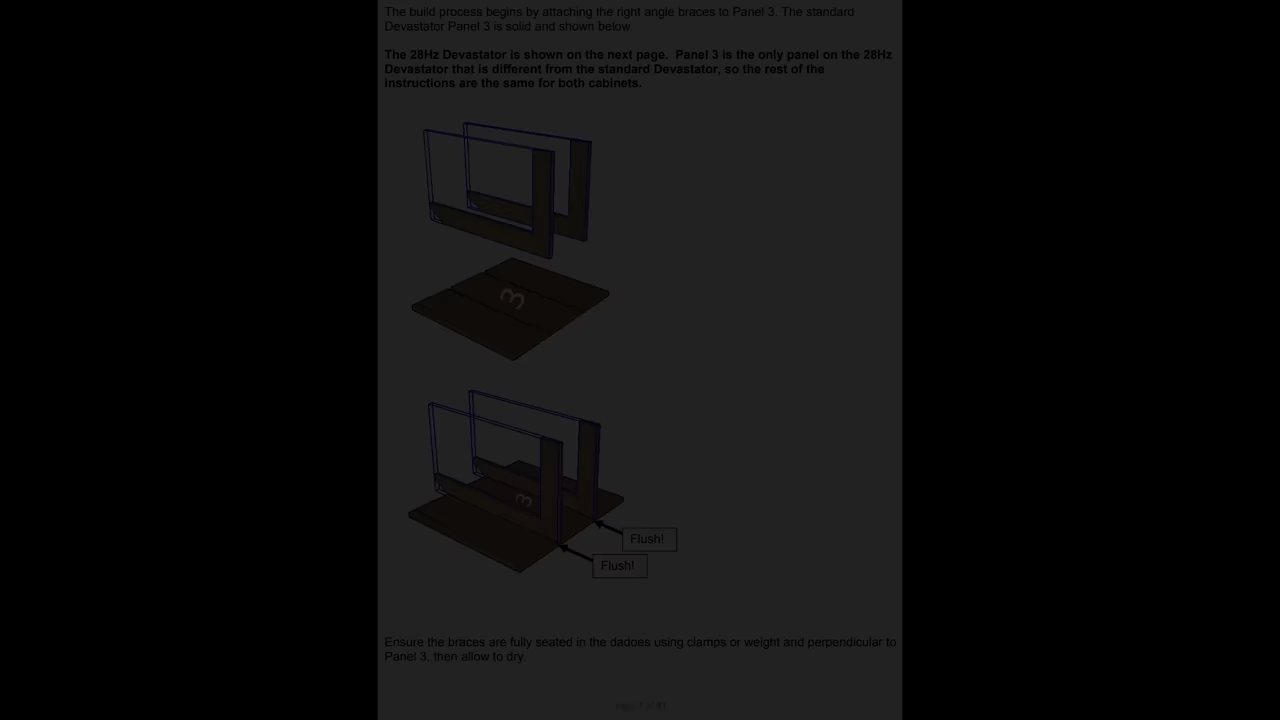 The build process begins by attaching the right angle braces to Panel 3. The standard
Devastator Panel 3 is solid and shown below
The 28Hz Devastator is shown on the next page. Panel 3 is the only panel on the 28Hz
Devastator that is different from the standard Devastator, so the rest of the
instructions are the same for both cabinets.
3
3
Flush!
Flush!
Ensure the braces are fully seated in the dadoes using clamps or weight and perpendicular to
Panel 3, then allow to dry.